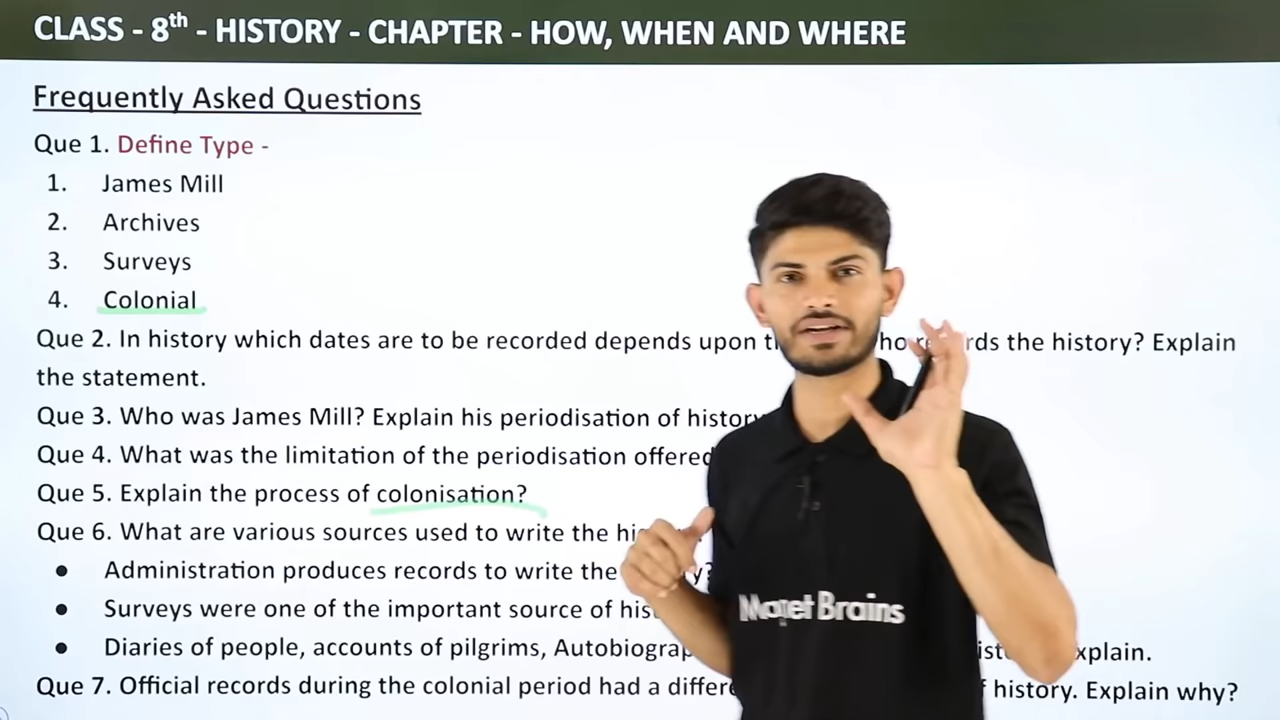 CLASS - 8th - HISTORY - CHAPTER - HOW, WHEN AND WHERE
Frequently Asked Questions
Que 1. Define Type -
1. James Mill
2. Archives
3. Surveys
4. Colonial
Que 2. In history which dates are to be recorded depends upon the history? Explain
the statement.
Que 3. Who was James Mill? Explain his periodisation of history
Que 4. What was the limitation of the periodisation offered
Que 5. Explain the process of colonisation?
Que 6. What are various sources used to write the
Administration produces records to write the
Surveys were one of the important source of
Diaries of people, accounts of pilgrims, explain.
Que 7. Official records during the colonial period had a history. Explain why?
Magnet Brains